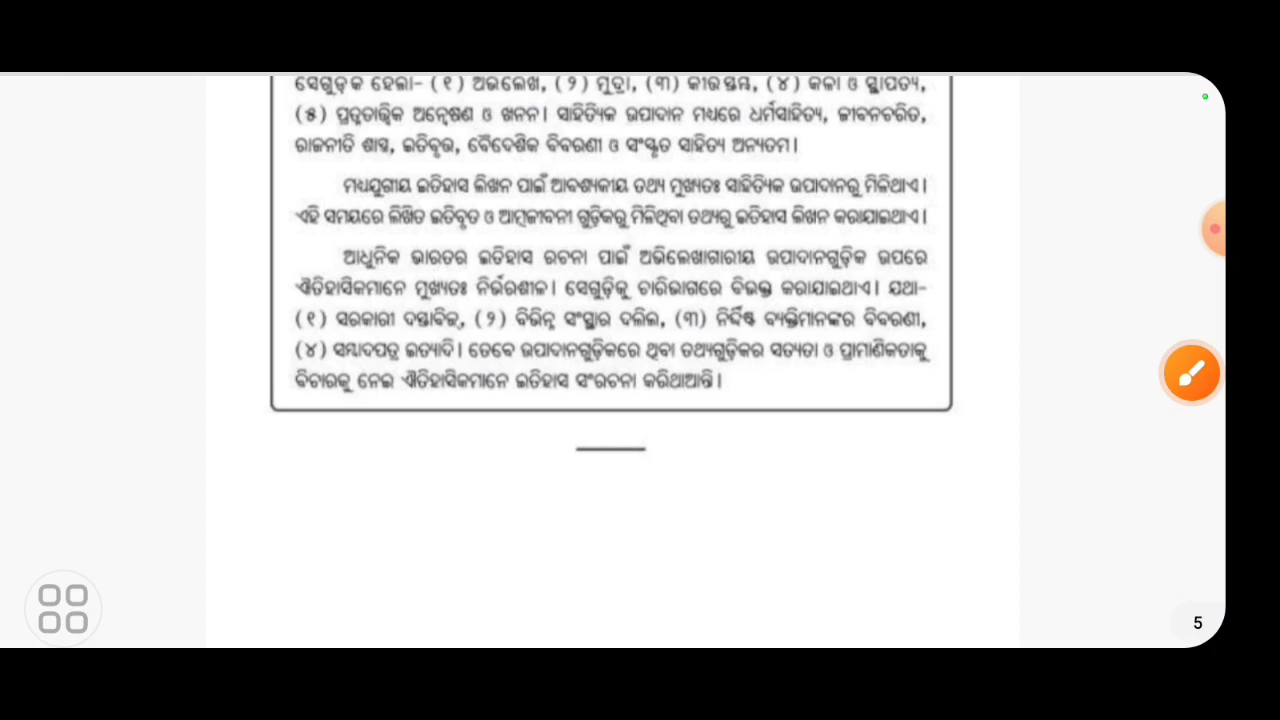 ସେଗୁଡ଼ିକ ହେଲା- (୧) ଅଭିଲେଖ, (୨) ମୁଦ୍ରା, (୩) କୀର୍ତ୍ତିସ୍ତମ୍ଭ, (୪) କଳା ଓ ସ୍ଥାପତ୍ୟ,
(୫) ପ୍ରତ୍ନତାତ୍ତ୍ୱିକ ଅନ୍ୱେଷଣ ଓ ଖନନ। ସାହିତ୍ୟିକ ଉପାଦାନ ମଧ୍ୟରେ ଧର୍ମସାହିତ୍ୟ, ଜୀବନଚରିତ,
ରାଜନୀତି ଶାସ୍ତ୍ର, ଇତିବୃତ୍ତ, ବୈଦେଶିକ ବିବରଣୀ ଓ ସଂସ୍କୃତ ସାହିତ୍ୟ ଅନ୍ୟତମ।
ମଧ୍ୟଯୁଗୀୟ ଇତିହାସ ଲିଖନ ପାଇଁ ଆବଶ୍ୟକୀୟ ତଥ୍ୟ ମୁଖ୍ୟତଃ ସାହିତ୍ୟିକ ଉପାଦାନରୁ ମିଳିଥାଏ।
ଏହି ସମୟରେ ଲିଖିତ ଇତିବୃତ ଓ ଆତ୍ମଜୀବନୀ ଗୁଡ଼ିକରୁ ମିଳିଥିବା ତଥ୍ୟରୁ ଇତିହାସ ଲିଖନ କରାଯାଇଥାଏ।
ଆଧୁନିକ ଭାରତର ଇତିହାସ ରଚନା ପାଇଁ ଅଭିଲେଖାଗାରୀୟ ଉପାଦାନଗୁଡ଼ିକ ଉପରେ
ଐତିହାସିକମାନେ ମୁଖ୍ୟତଃ ନିର୍ଭରଶୀଳ। ସେଗୁଡ଼ିକୁ ଚାରିଭାଗରେ ବିଭକ୍ତ କରାଯାଇଥାଏ। ଯଥା-
(୧) ସରକାରୀ ଦସ୍ତାବିଜ୍, (୨) ବିଭିନ୍ନ ସଂସ୍ଥାର ଦଲିଲ, (୩) ନିର୍ଦ୍ଦିଷ୍ଟ ବ୍ୟକ୍ତିମାନଙ୍କର ବିବରଣୀ,
(୪) ସମ୍ବାଦପତ୍ର ଇତ୍ୟାଦି। ତେବେ ଉପାଦାନଗୁଡ଼ିକରେ ଥିବା ତଥ୍ୟଗୁଡ଼ିକର ସତ୍ୟତା ଓ ପ୍ରାମାଣିକତାକୁ
ବିଚାରକୁ ନେଇ ଐତିହାସିକମାନେ ଇତିହାସ ସଂରଚନା କରିଥାଆନ୍ତି।
5